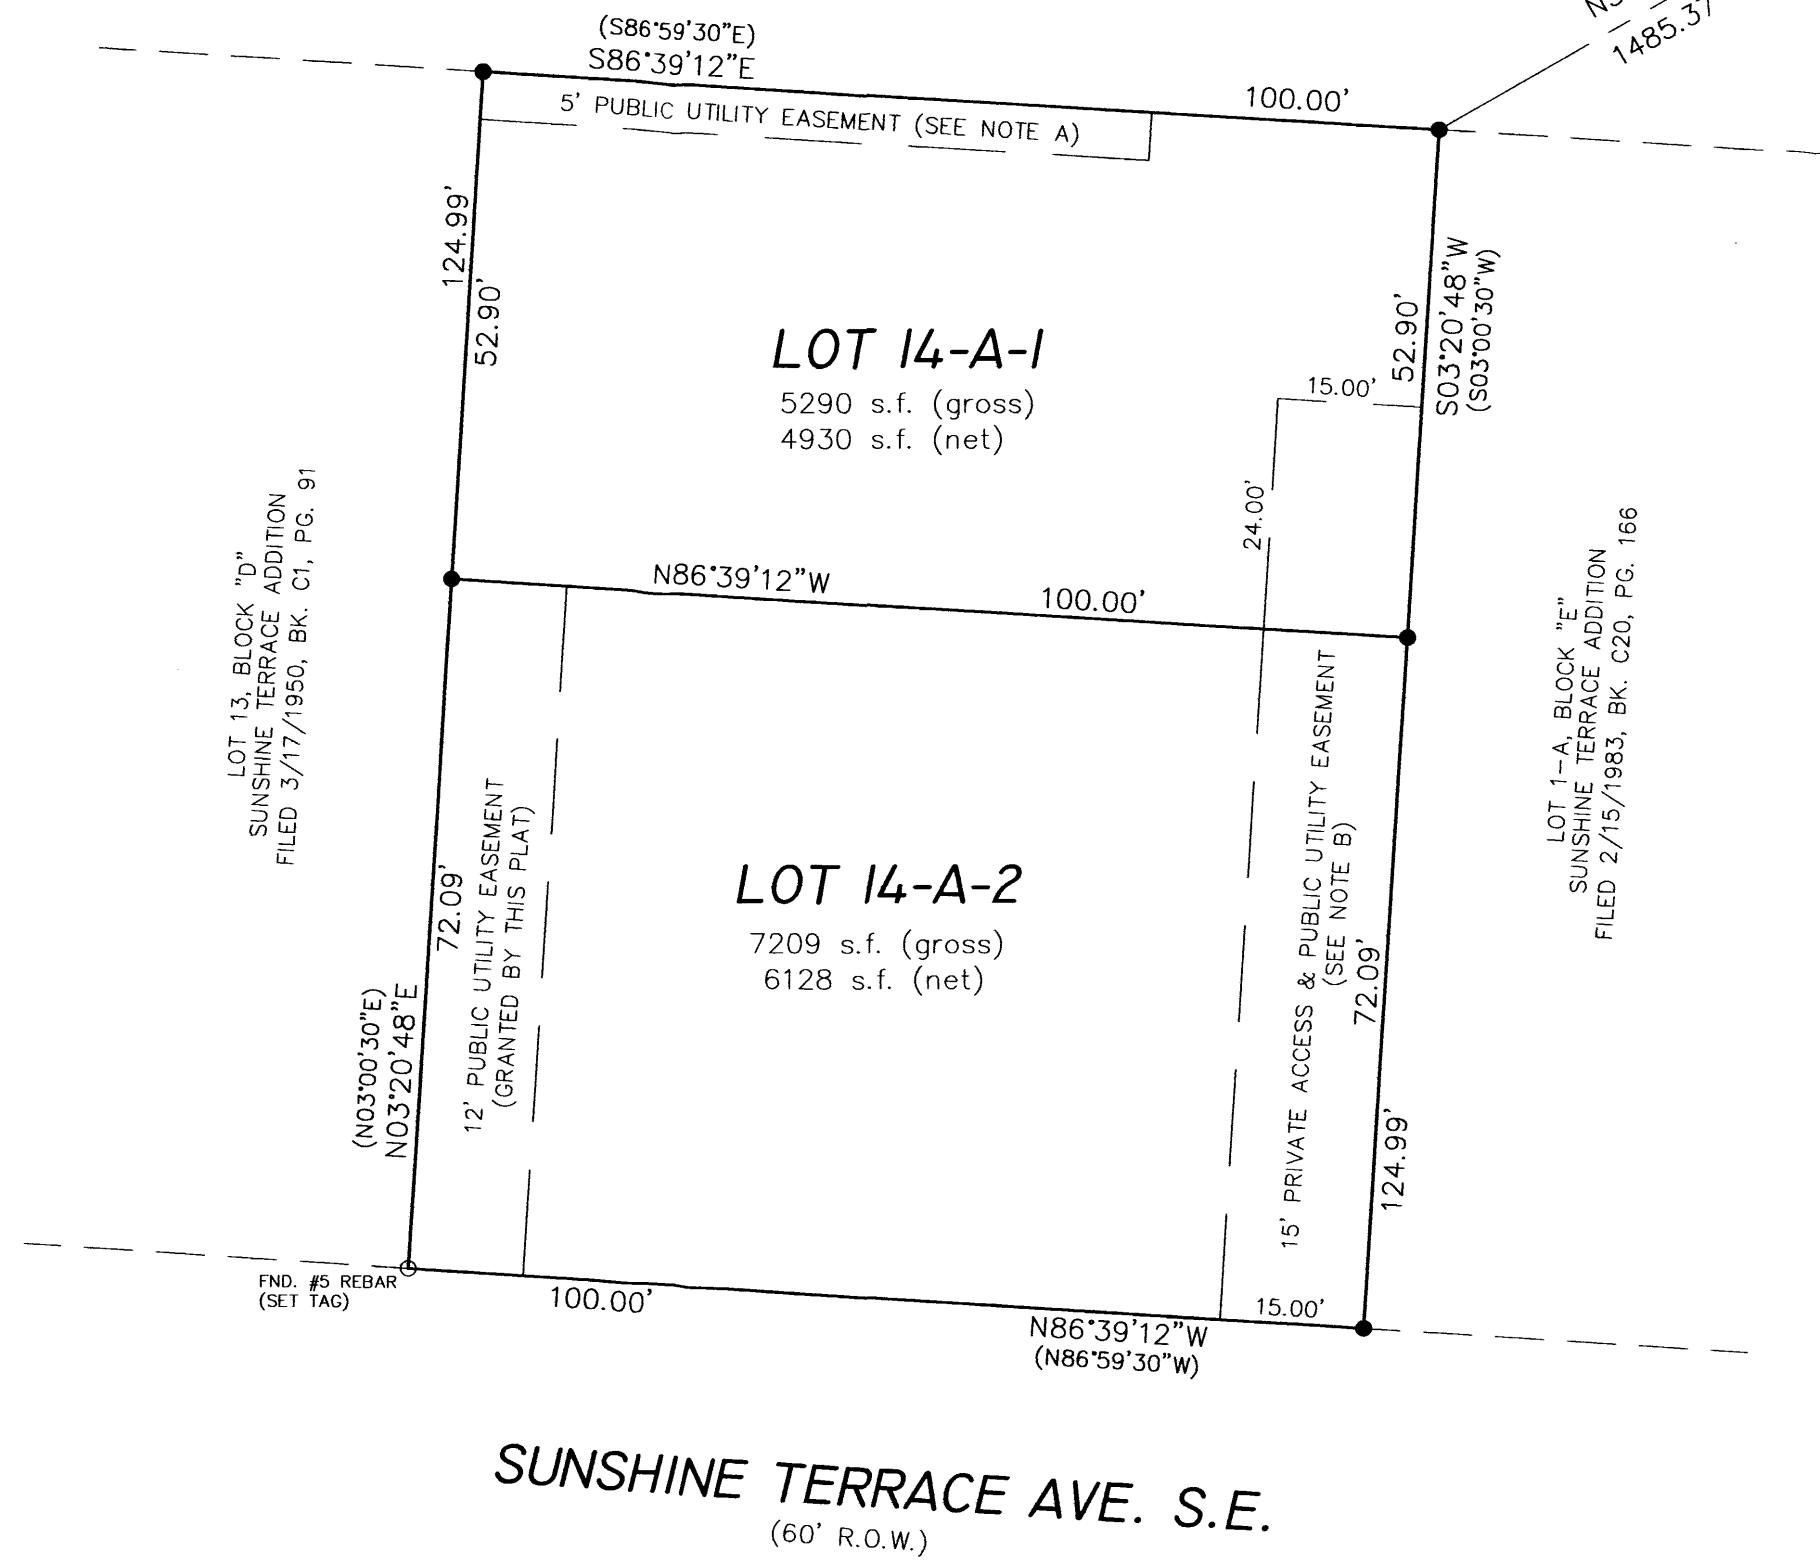 (S86°59'30"E)
S86°39'12"E
100.00'
1485.37
5' PUBLIC UTILITY EASEMENT (SEE NOTE A)
124.99'
52.90'
LOT 14-A-1
5290 s.f. (gross)
4930 s.f. (net)
15.00'
24.00'
52.90'
S03°20'48"W
(S03°00'30"W)
LOT 13, BLOCK "D"
SUNSHINE TERRACE ADDITION
FILED 3/17/1950, BK. C1, PG. 91
N86°39'12"W
100.00'
LOT 1-A, BLOCK "E"
SUNSHINE TERRACE ADDITION
FILED 2/15/1983, BK. C20, PG. 166
72.09'
(N03°00'30"E)
N03°20'48"E
12' PUBLIC UTILITY EASEMENT
(GRANTED BY THIS PLAT)
LOT 14-A-2
7209 s.f. (gross)
6128 s.f. (net)
15' PRIVATE ACCESS & PUBLIC UTILITY EASEMENT
(SEE NOTE B)
72.09'
124.99'
FND. #5 REBAR
(SET TAG)
100.00'
15.00'
N86°39'12"W
(N86°59'30"W)
SUNSHINE TERRACE AVE. S.E.
(60' R.O.W.)